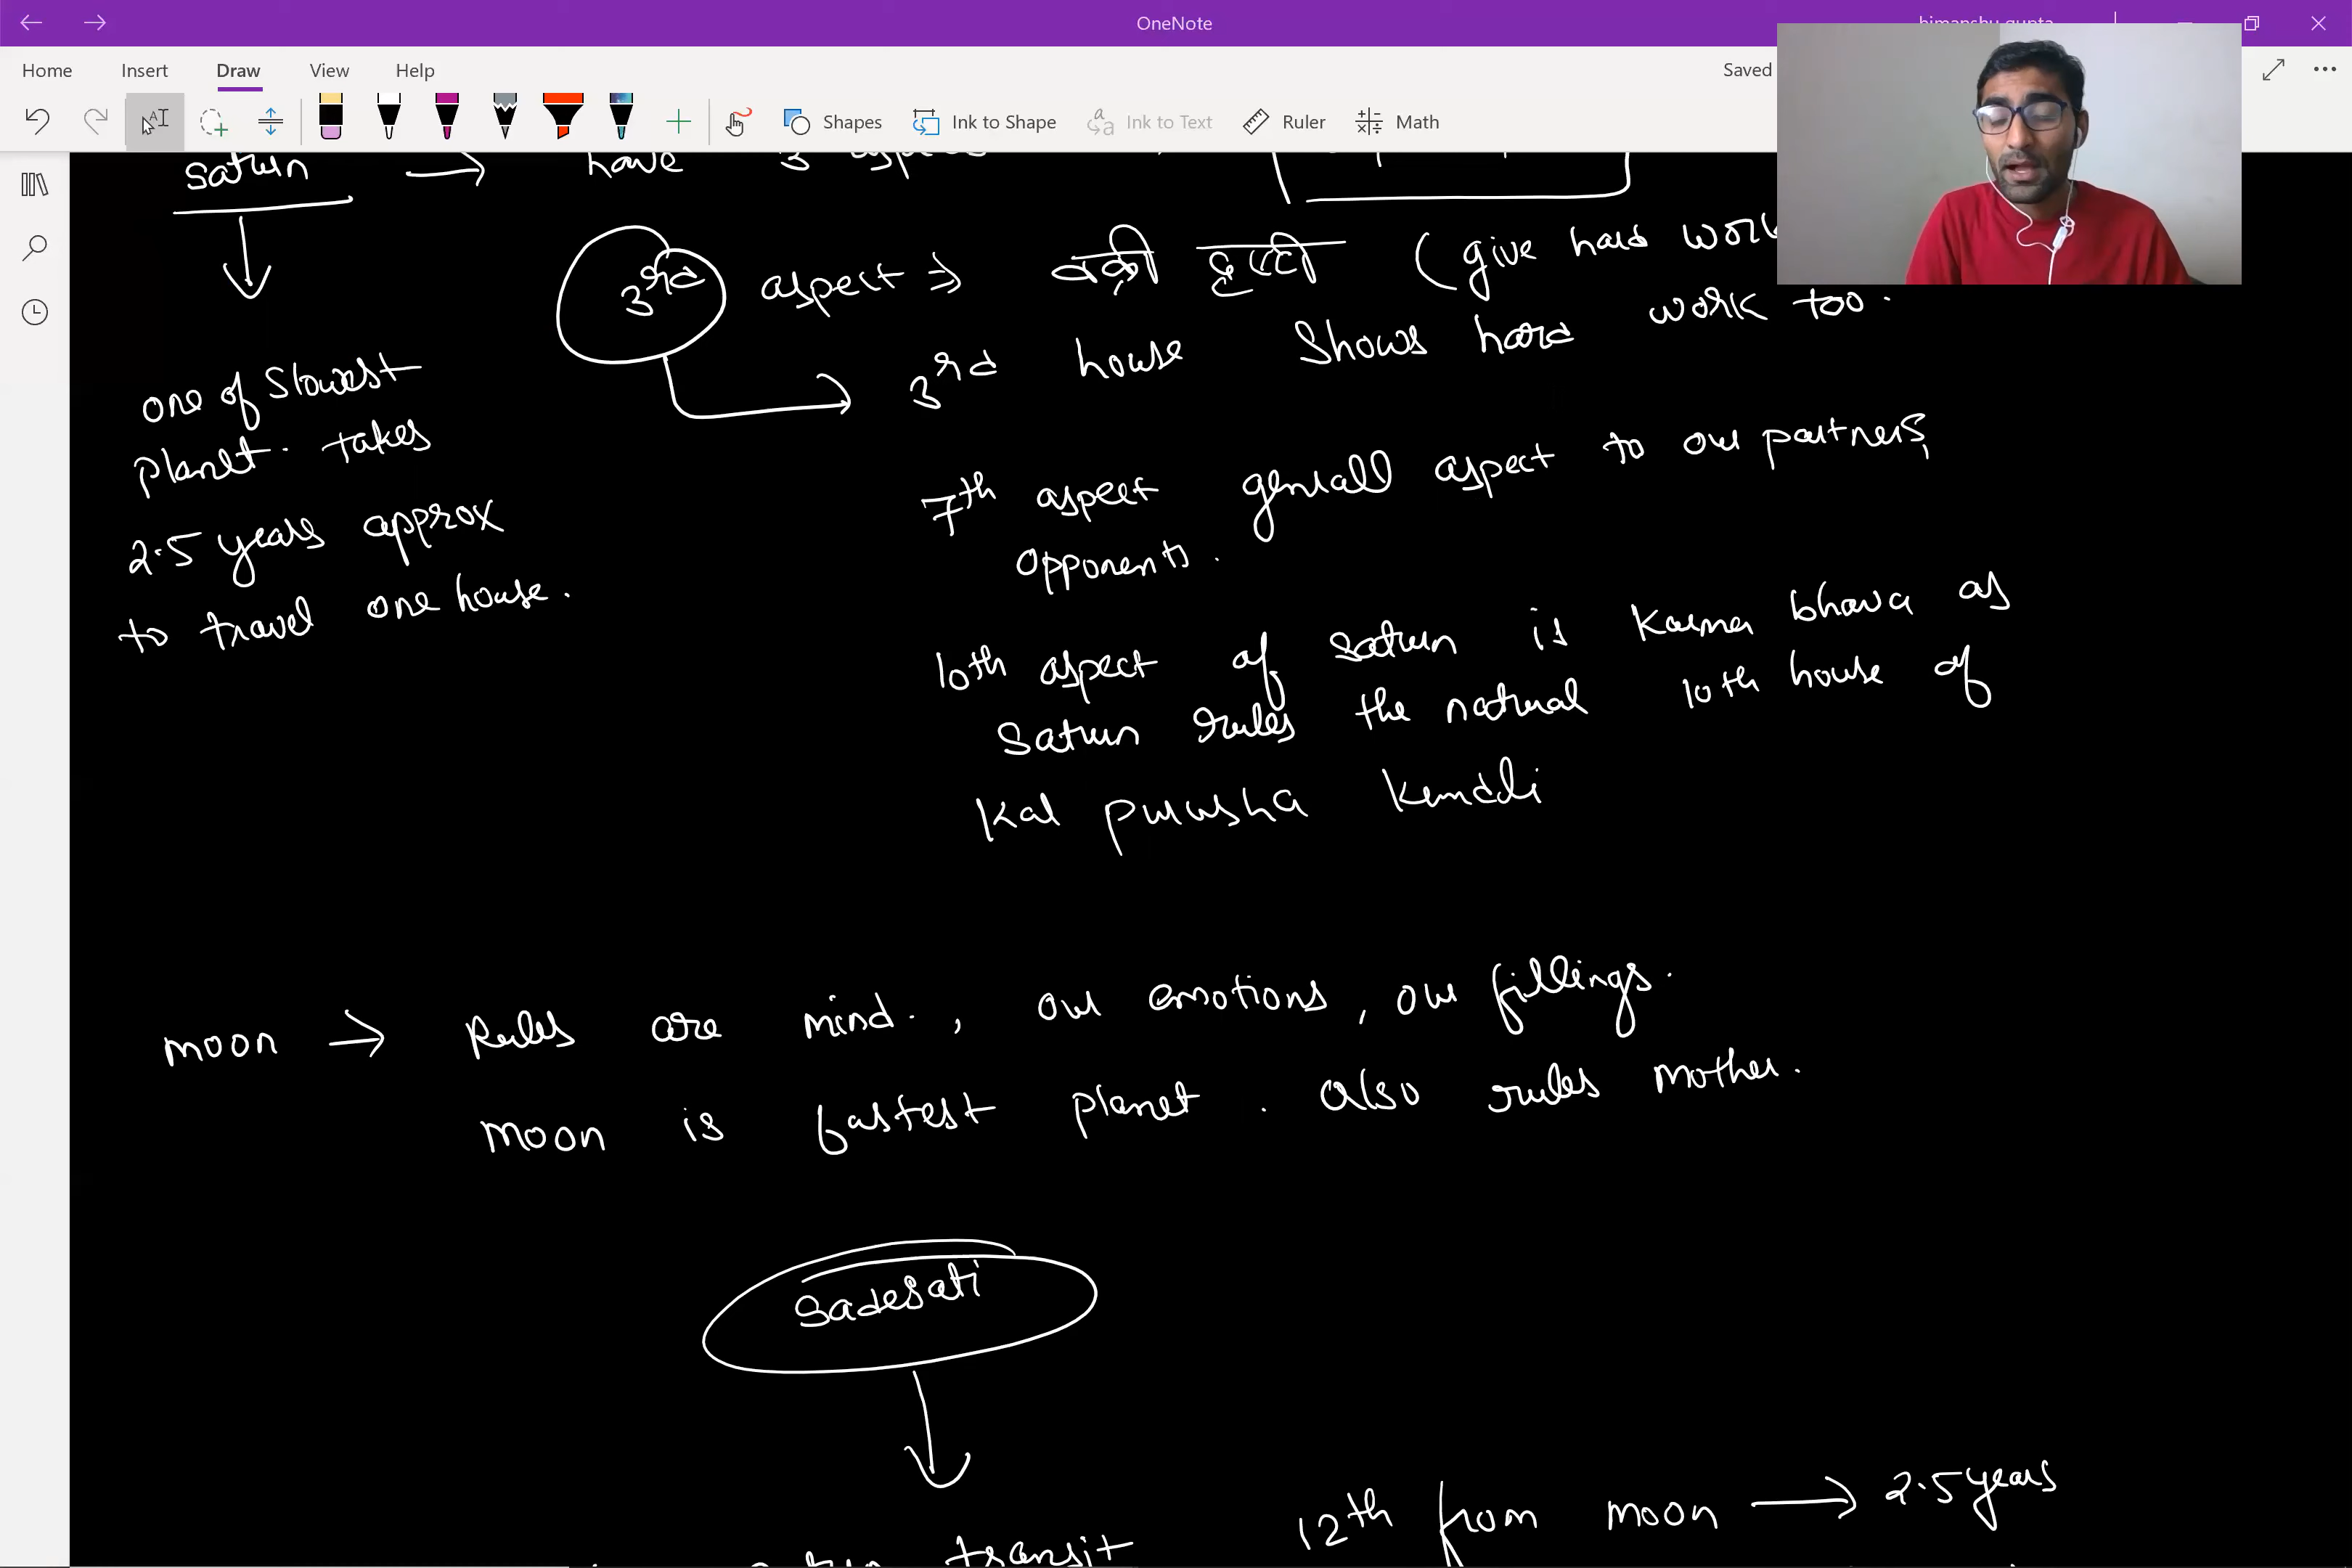 OneNote
himanshu gupta
Home Insert Draw View Help
Saved
Shapes Ink to Shape Ink to Text Ruler Math
saturn → have 3
3rd aspect ⇒ वक्री (give hard work
3rd house shows hard work too.
one of slowest
planet. takes
2.5 years approx
to travel one house.
7th aspect generall aspect to our partners,
opponents.
10th aspect of saturn is Karma bhava as
saturn rules the natural 10th house of
Kal purusha Kunddli
moon → Rules are mind., our emotions, our fillings.
moon is fastest planet. also rules mother.
sadesati
transit 12th from moon → 2.5 years